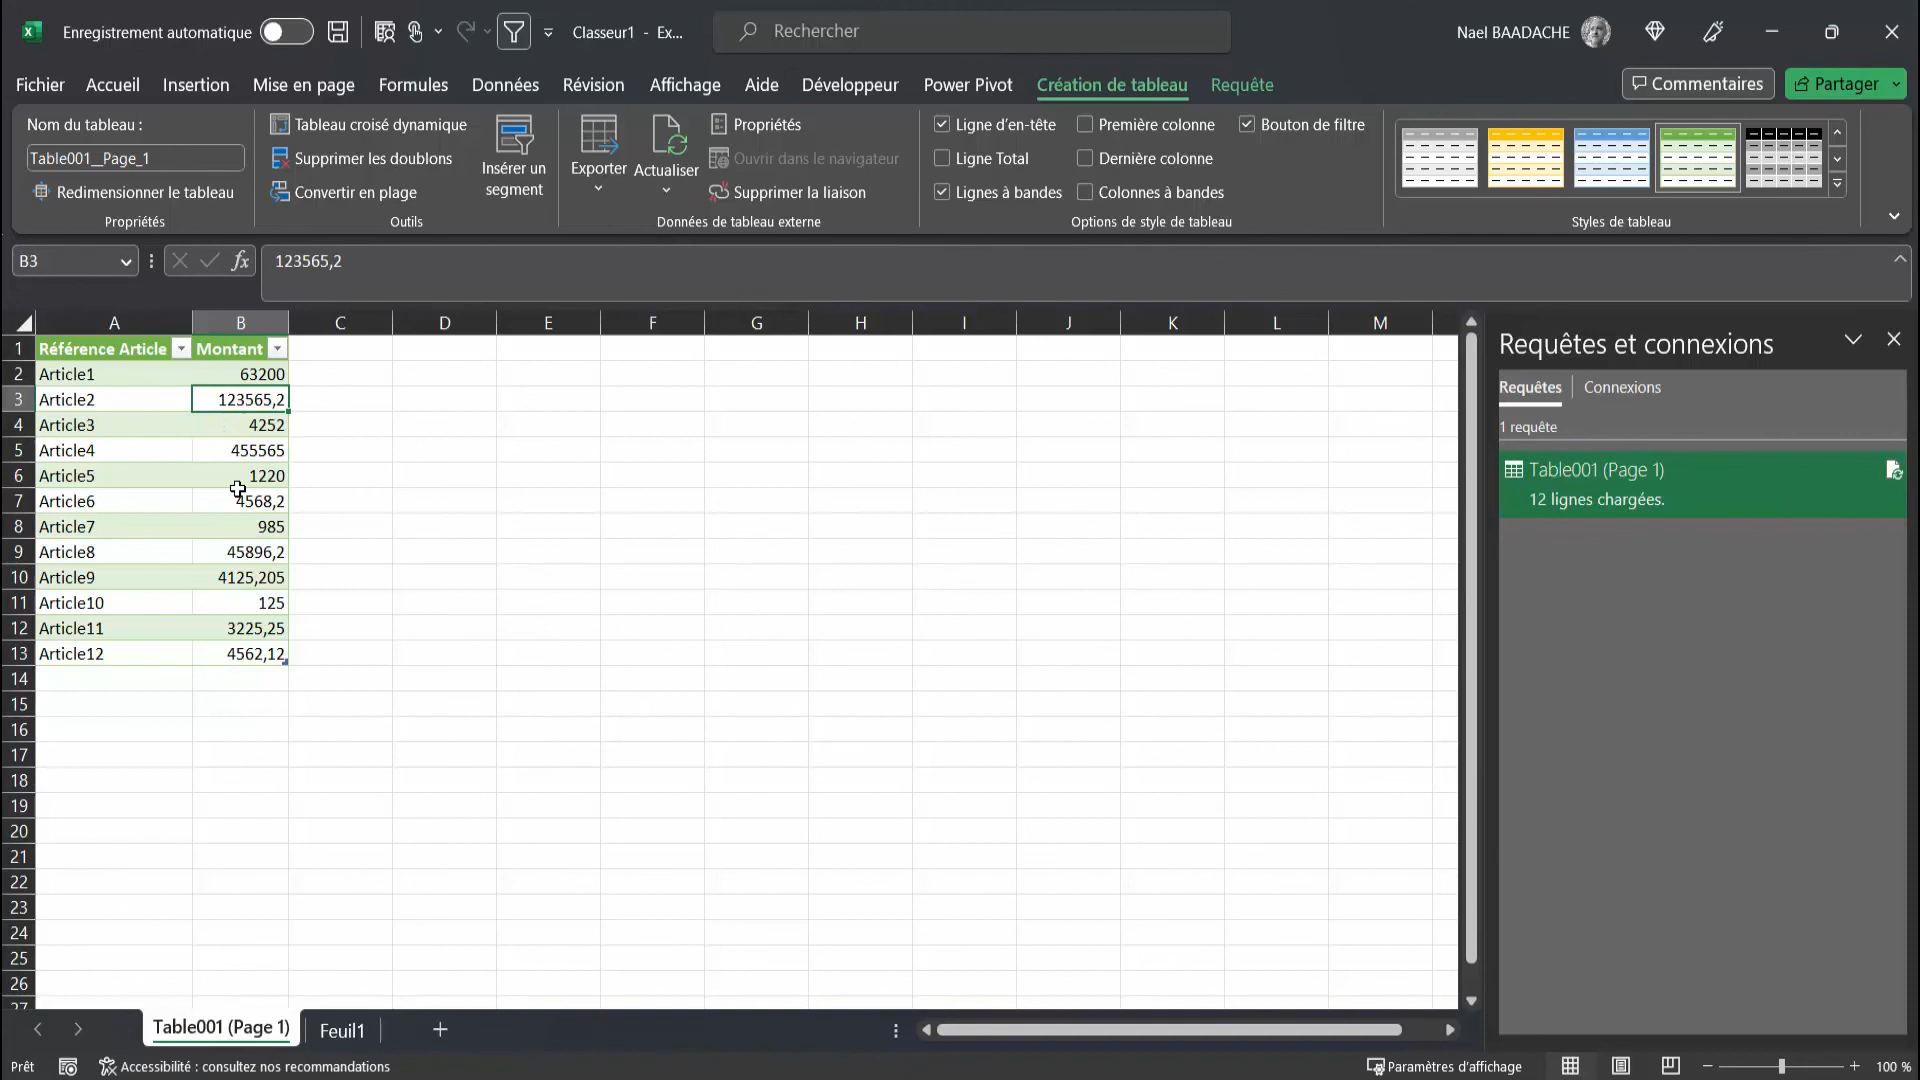 Enregistrement automatique
Classeur1 - Ex...
Rechercher
Nael BAADACHE
Fichier Accueil Insertion Mise en page Formules Données Révision Affichage Aide Développeur Power Pivot Création de tableau Requête
Commentaires
Partager
Nom du tableau :
Table001__Page_1
Redimensionner le tableau
Propriétés
Tableau croisé dynamique
Supprimer les doublons
Convertir en plage
Insérer un
segment
Outils
Exporter
Actualiser
Propriétés
Ouvrir dans le navigateur
Supprimer la liaison
Données de tableau externe
Ligne d'en-tête
Ligne Total
Lignes à bandes
Première colonne
Dernière colonne
Colonnes à bandes
Bouton de filtre
Options de style de tableau
Styles de tableau
B3
fx
123565,2
A B C D E F G H I J K L M
1 Référence Article Montant
2 Article1 63200
3 Article2 123565,2
4 Article3 4252
5 Article4 455565
6 Article5 1220
7 Article6 4568,2
8 Article7 985
9 Article8 45896,2
10 Article9 4125,205
11 Article10 125
12 Article11 3225,25
13 Article12 4562,12
14
15
16
17
18
19
20
21
22
23
24
25
26
27
Requêtes et connexions
Requêtes Connexions
1 requête
Table001 (Page 1)
12 lignes chargées.
Table001 (Page 1) Feuil1
Prêt
Accessibilité : consultez nos recommandations
Paramètres d'affichage
100 %